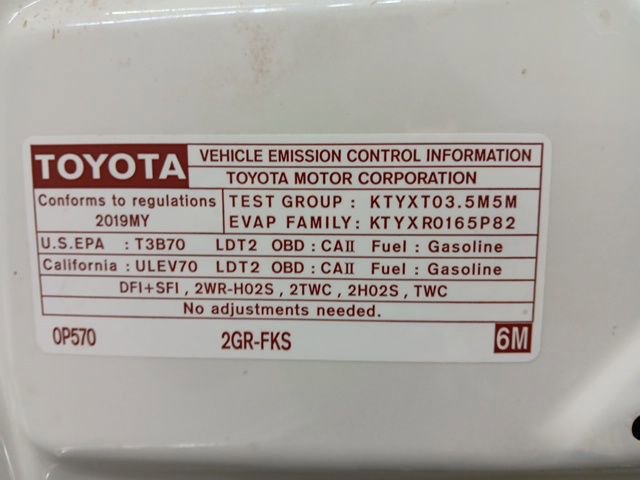 TOYOTA VEHICLE EMISSION CONTROL INFORMATION
TOYOTA MOTOR CORPORATION
Conforms to regulations
2019MY
TEST GROUP : KTYXT03.5M5M
EVAP FAMILY: KTYXR0165P82
U.S.EPA : T3B70 LDT2 OBD : CAII Fuel : Gasoline
California : ULEV70 LDT2 OBD : CAII Fuel : Gasoline
DFI+SFI , 2WR-HO2S , 2TWC , 2HO2S , TWC
No adjustments needed.
0P570 2GR-FKS 6M